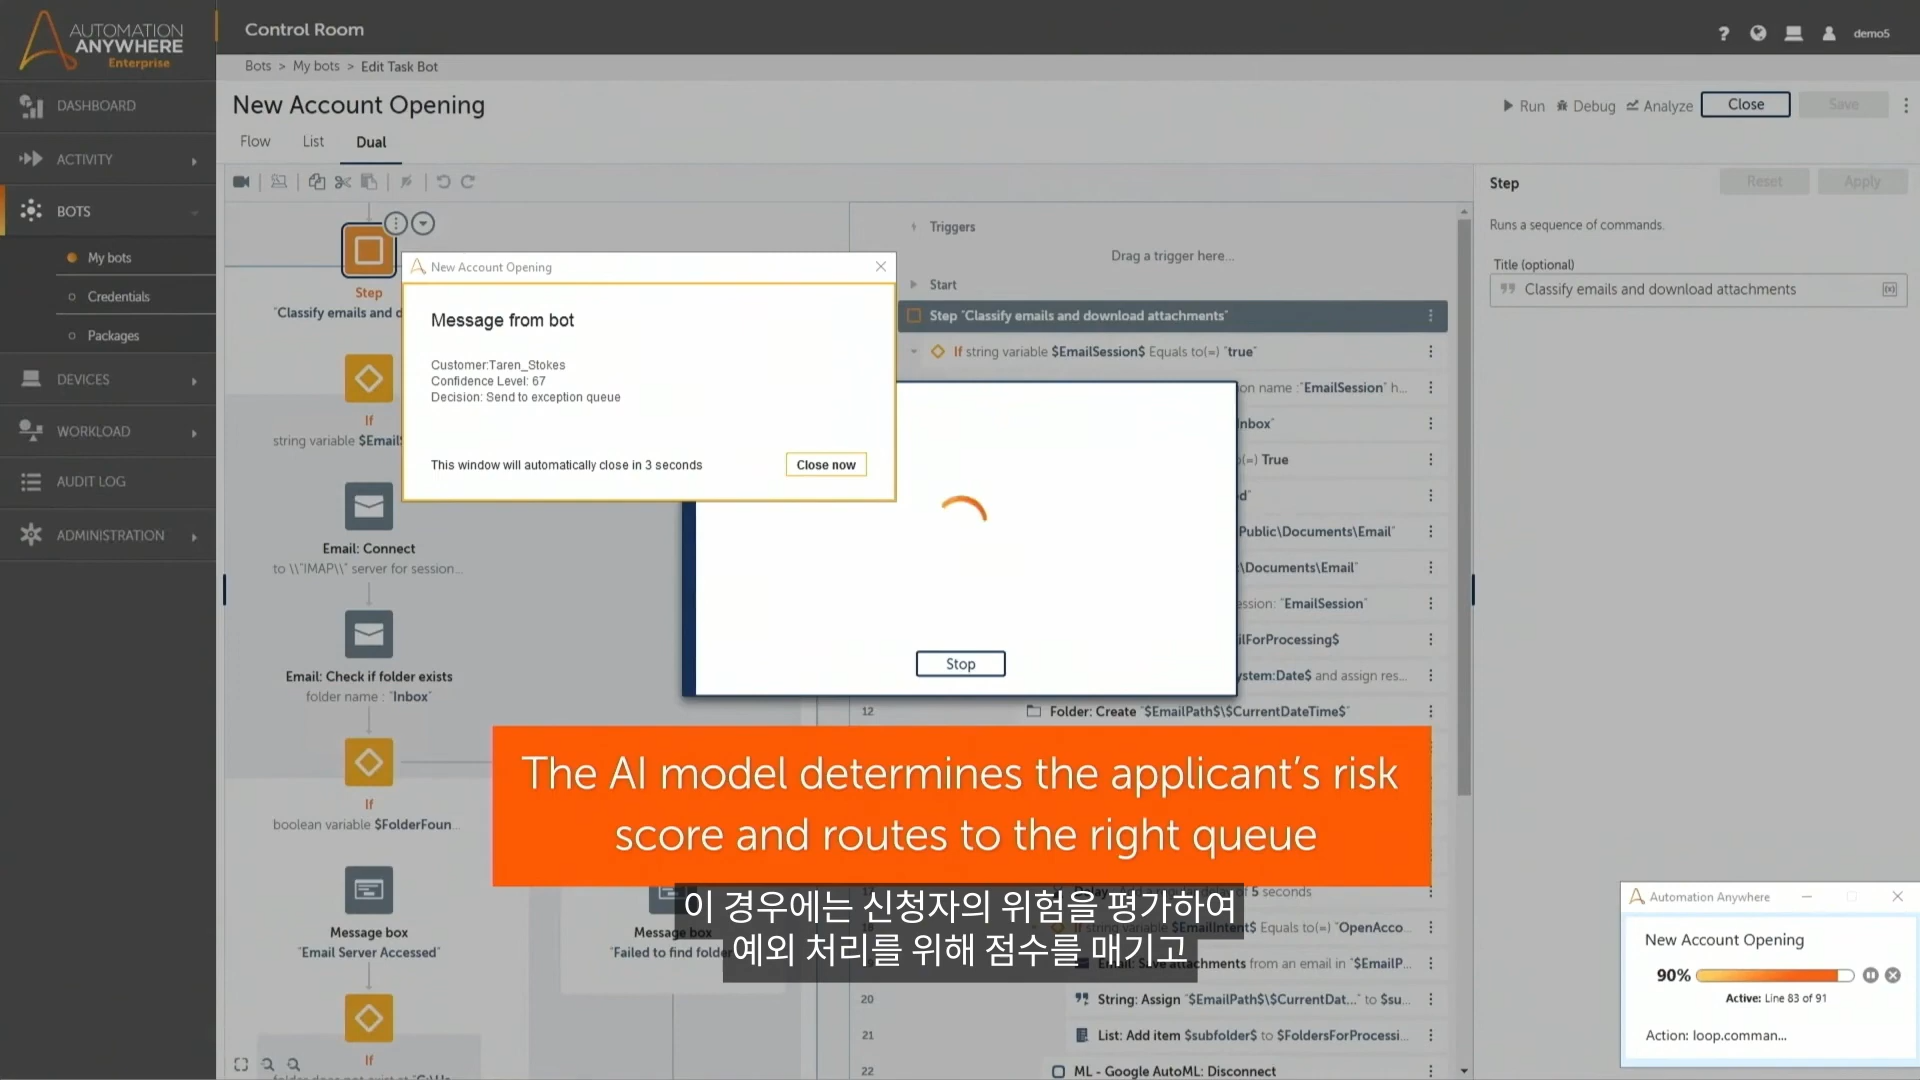 AUTOMATION
ANYWHERE
Enterprise
Control Room
? demo5
Bots > My bots > Edit Task Bot
DASHBOARD
ACTIVITY
BOTS
My bots
Credentials
Packages
DEVICES
WORKLOAD
AUDIT LOG
ADMINISTRATION
New Account Opening
Run Debug Analyze Close Save
Flow List Dual
Step
"Classify emails and d
If
string variable $Email
Email: Connect
to \\"IMAP\\" server for session...
Email: Check if folder exists
folder name : "Inbox"
If
boolean variable $FolderFoun...
Message box
"Email Server Accessed"
If
Message box
"Failed to find folder
New Account Opening
Message from bot
Customer:Taren_Stokes
Confidence Level: 67
Decision: Send to exception queue
This window will automatically close in 3 seconds
Close now
Stop
Triggers
Drag a trigger here...
Start
Step "Classify emails and download attachments"
If string variable $EmailSession$ Equals to(=) "true"
on name :"EmailSession" h...
Inbox"
(=) True
d"
Public\Documents\Email"
\Documents\Email"
ession: "EmailSession"
ilForProcessing$
ystem:Date$ and assign res...
12 Folder: Create "$EmailPath$\$CurrentDateTime$"
5 seconds
If string variable $EmailIntent$ Equals to(=) "OpenAcco...
Email: Save attachments from an email in "$EmailP...
20 String: Assign "$EmailPath$\$CurrentDat..." to $su...
21 List: Add item $subfolder$ to $FoldersForProcessi...
22 ML - Google AutoML: Disconnect
Step
Reset Apply
Runs a sequence of commands.
Title (optional)
Classify emails and download attachments
The AI model determines the applicant's risk
score and routes to the right queue
이 경우에는 신청자의 위험을 평가하여
예외 처리를 위해 점수를 매기고
Automation Anywhere
New Account Opening
90%
Active: Line 83 of 91
Action: loop.comman...